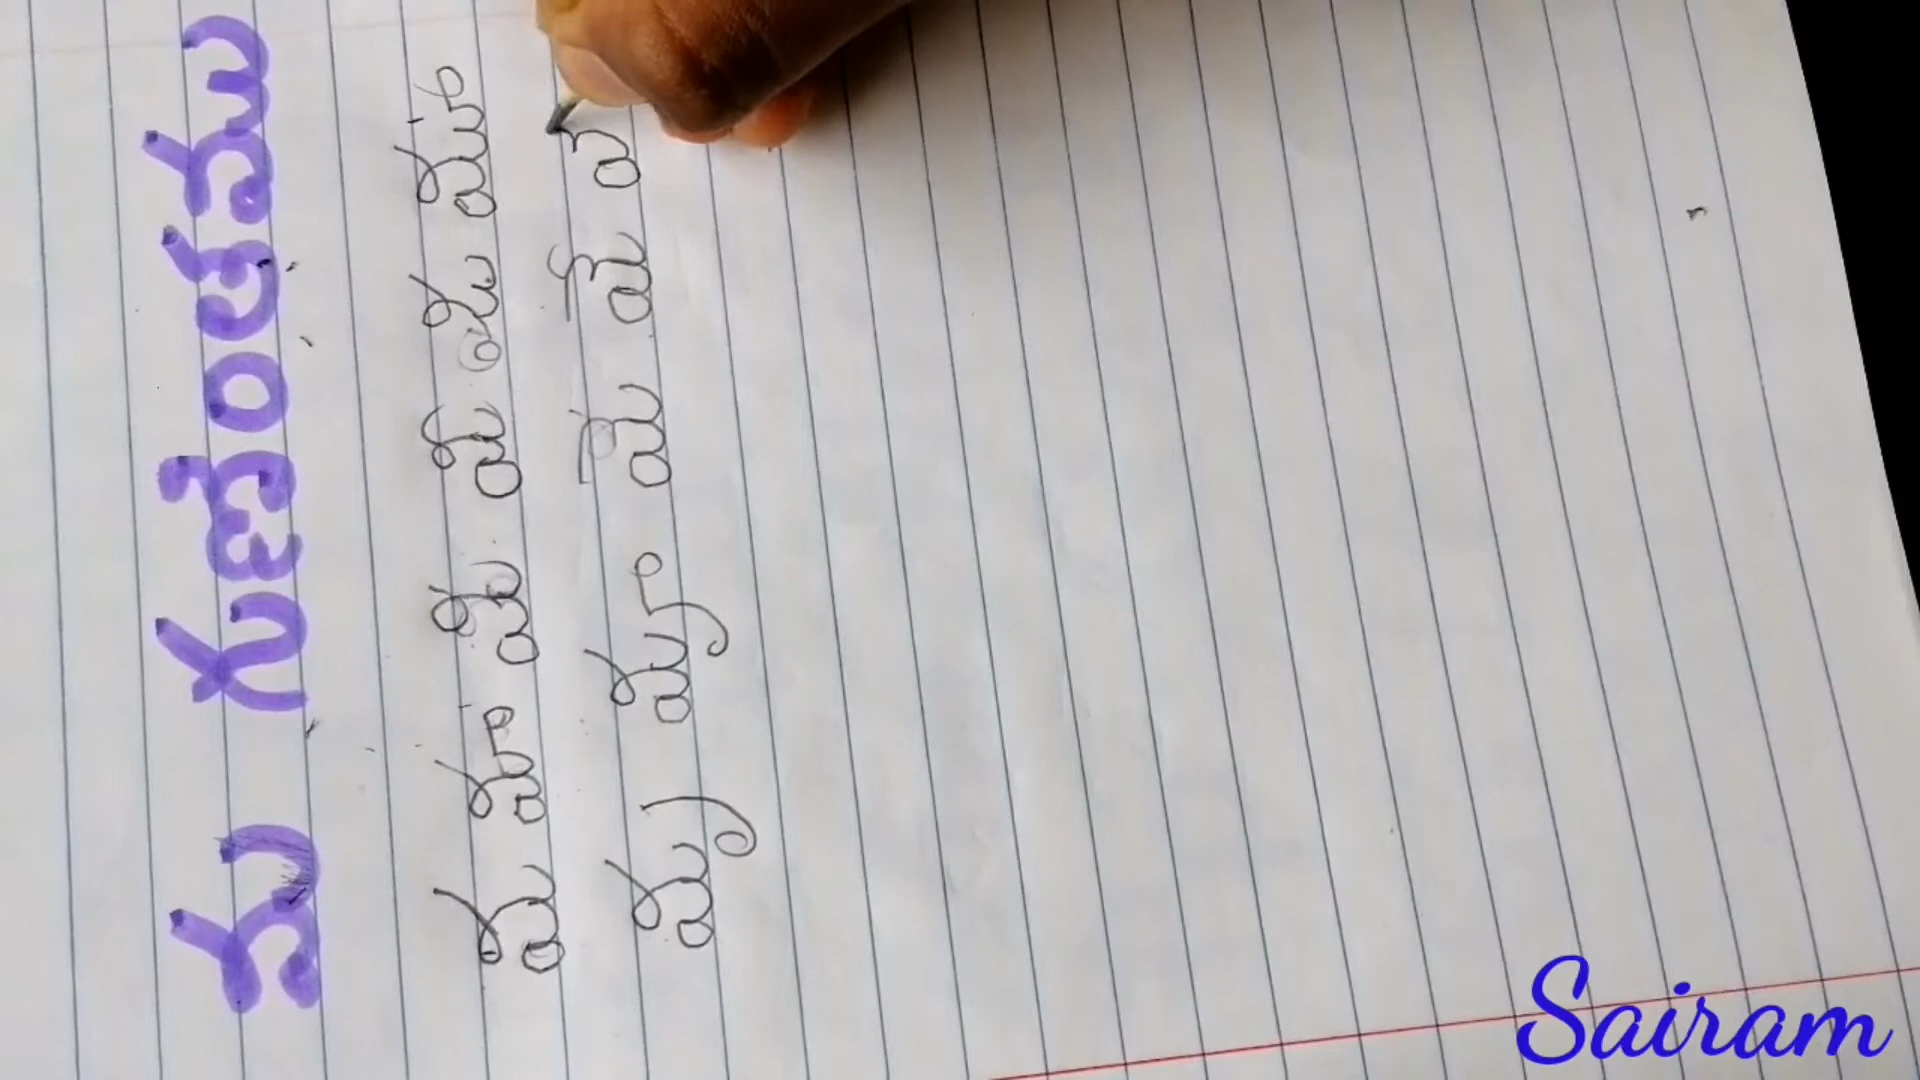 మ గుణింతము
మ మా మి మీ ము మూ
మృ మౄ మె మే
Sairam